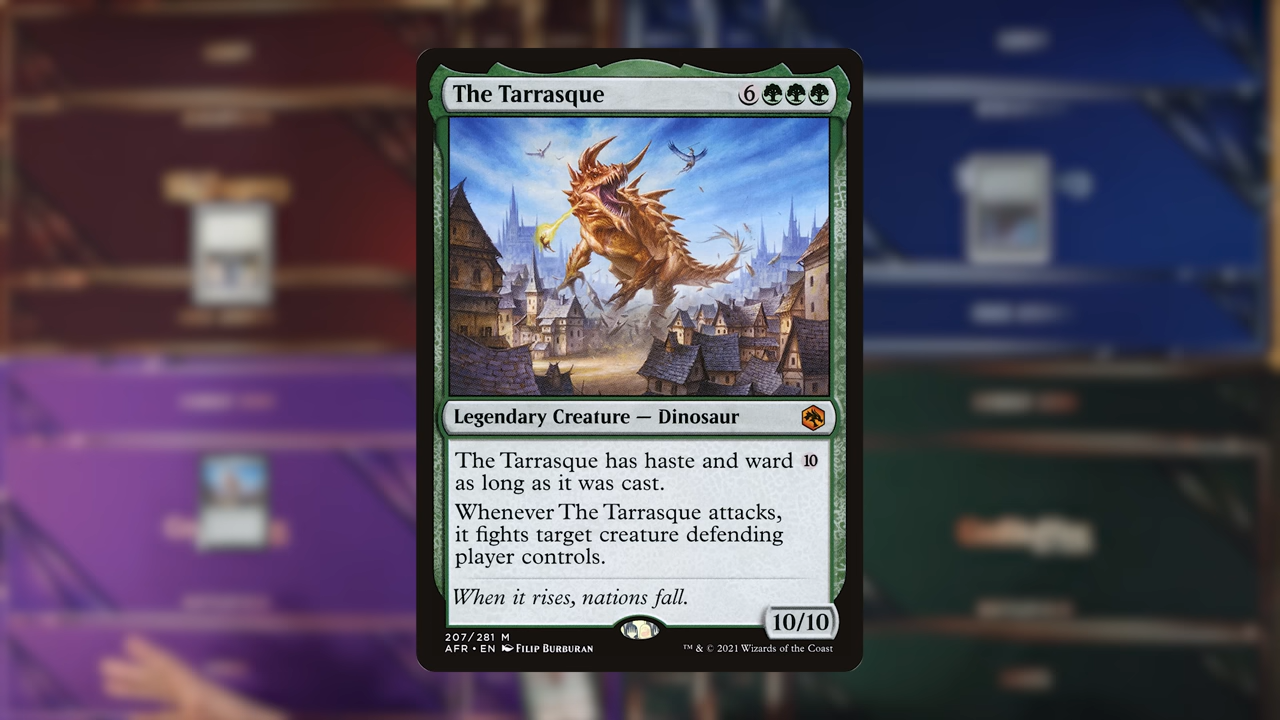 The Tarrasque 6
Legendary Creature — Dinosaur
The Tarrasque has haste and ward 10
as long as it was cast.
Whenever The Tarrasque attacks,
it fights target creature defending
player controls.
When it rises, nations fall.
10/10
207/281 M
AFR • EN Filip Burburan
™ & © 2021 Wizards of the Coast